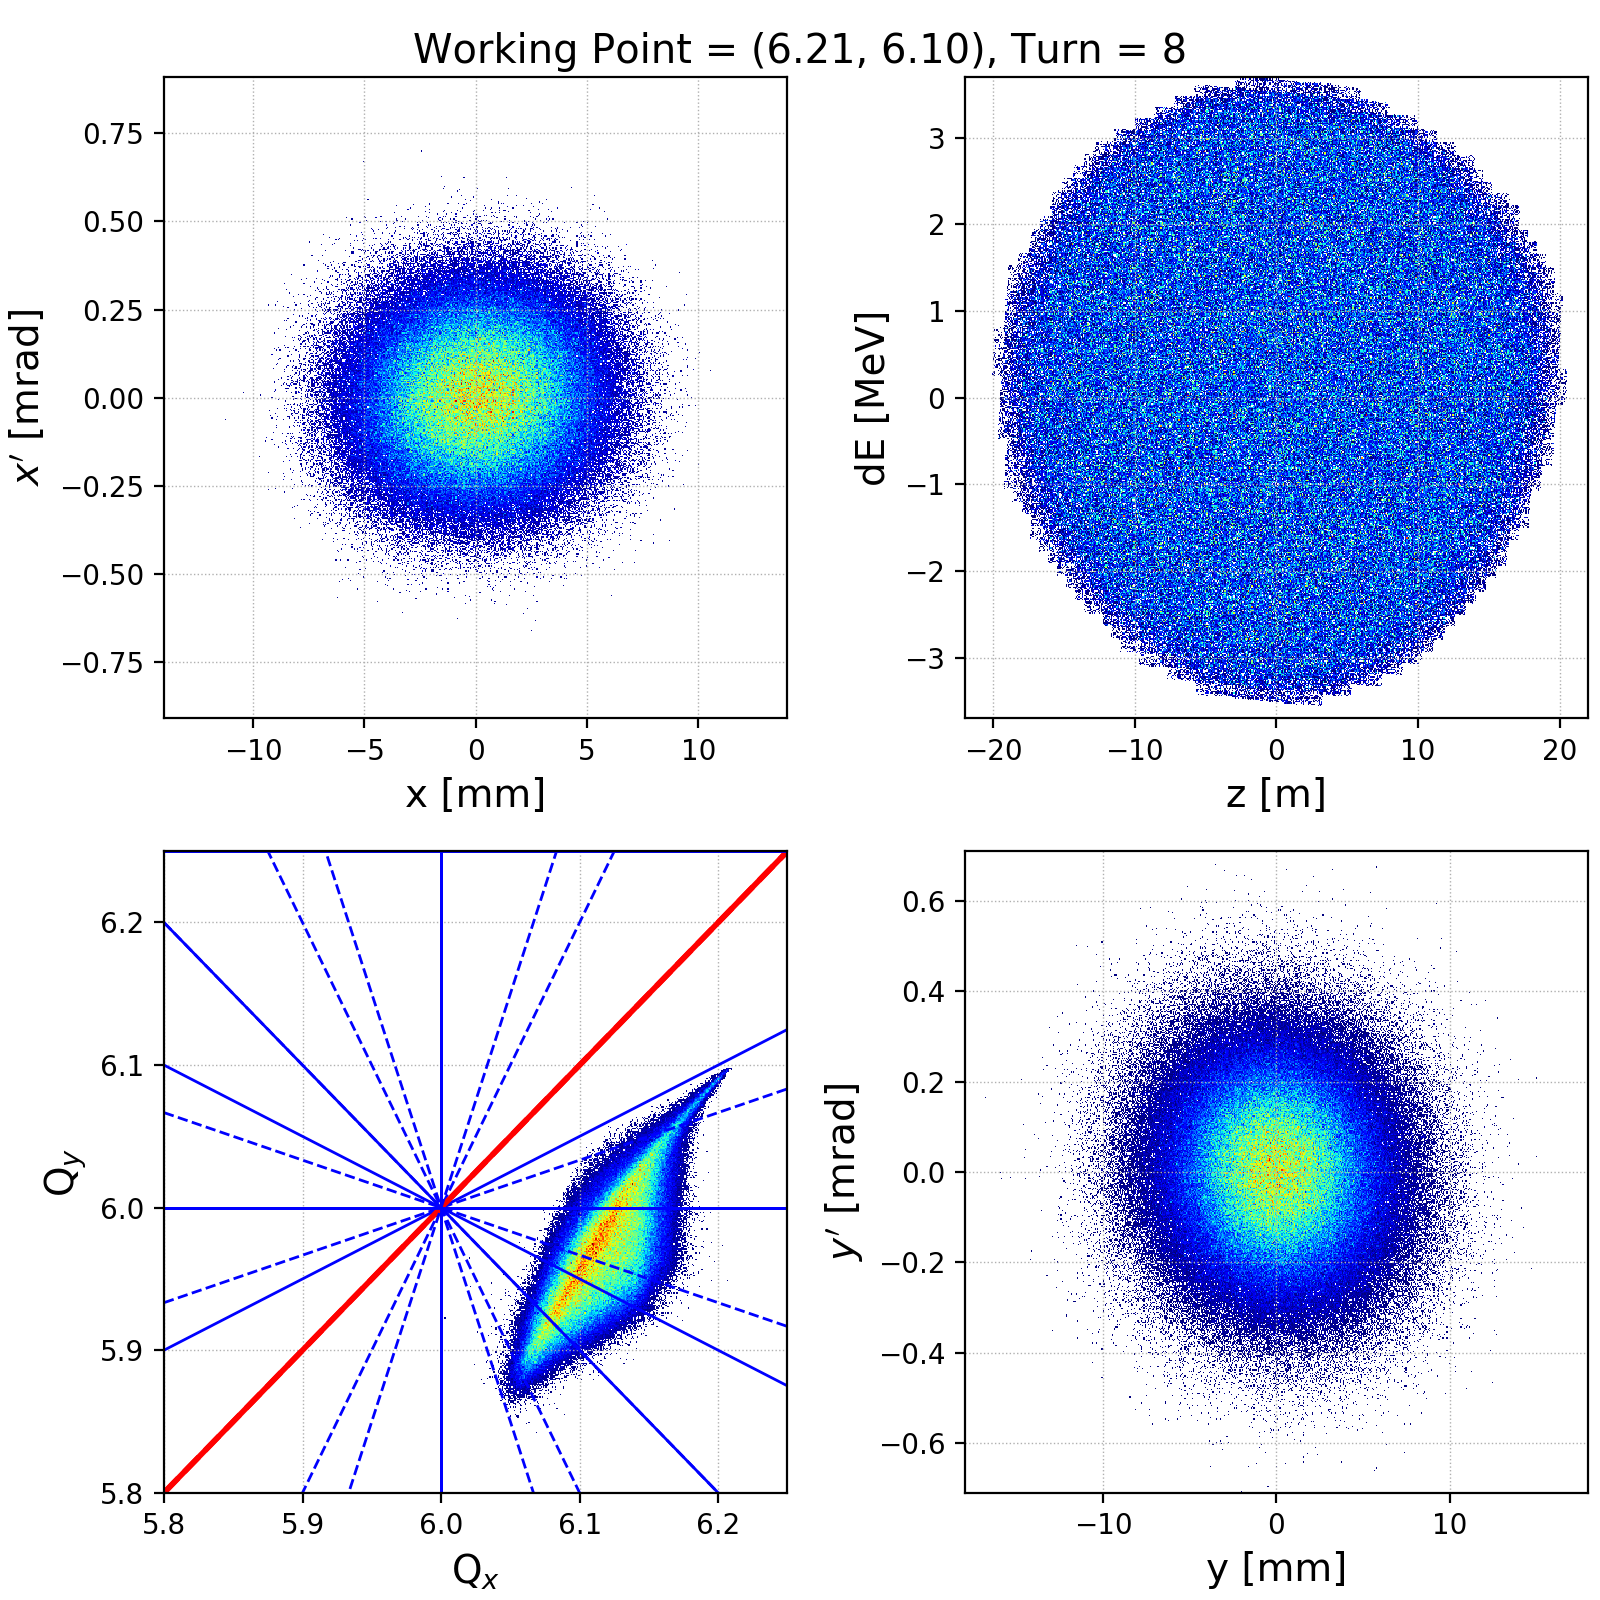 Working Point = (6.21, 6.10), Turn = 8
0.75
0.50
0.25
0.00
−0.25
−0.50
−0.75
x′ [mrad]
−10 −5 0 5 10
x [mm]
3
2
1
0
−1
−2
−3
dE [MeV]
−20 −10 0 10 20
z [m]
6.2
6.1
6.0
5.9
5.8
Qy
5.8 5.9 6.0 6.1 6.2
Qx
0.6
0.4
0.2
0.0
−0.2
−0.4
−0.6
y′ [mrad]
−10 0 10
y [mm]